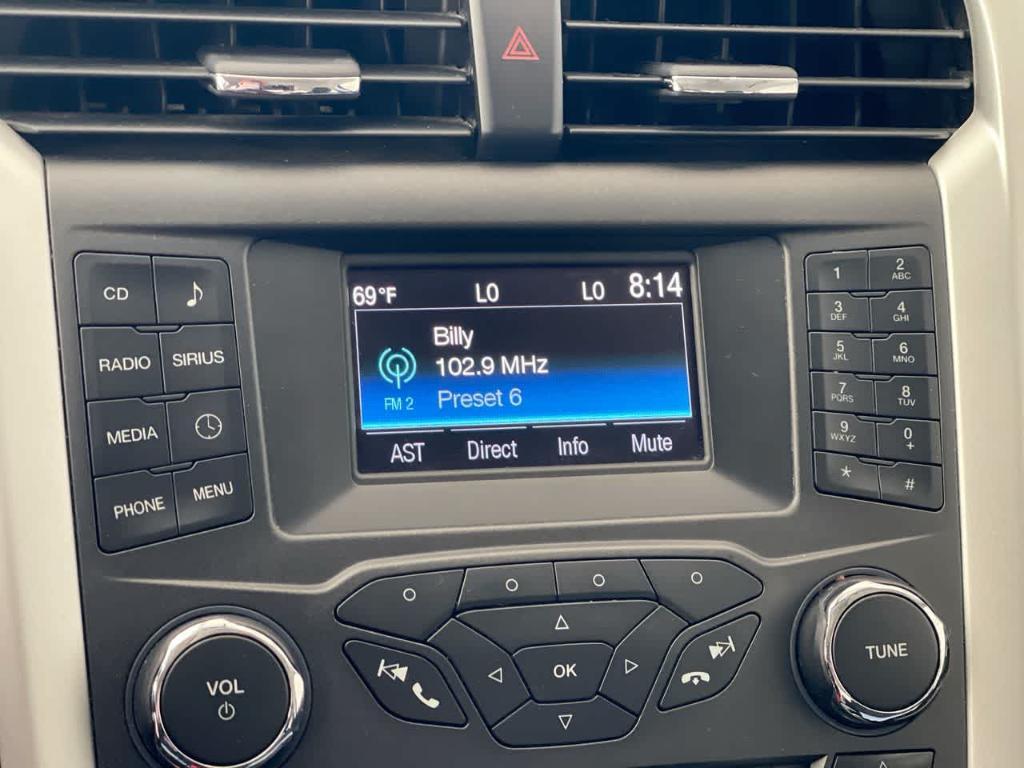 69°F LO LO 8:14
Billy
102.9 MHz
FM 2 Preset 6
AST Direct Info Mute
CD
RADIO SIRIUS
MEDIA
PHONE MENU
1 2 ABC
3 DEF 4 GHI
5 JKL 6 MNO
7 PQRS 8 TUV
9 WXYZ 0 +
* #
OK
VOL
TUNE